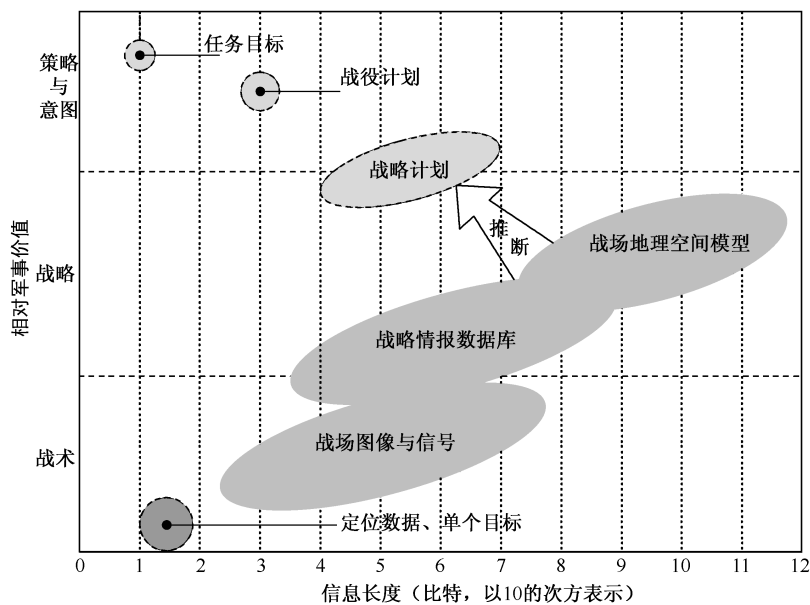 策略
与
意图
任务目标
战役计划
战略计划
推
断
战场地理空间模型
相对军事价值
战略
战略情报数据库
战场图像与信号
战术
定位数据、单个目标
0 1 2 3 4 5 6 7 8 9 10 11 12
信息长度（比特，以10的次方表示）